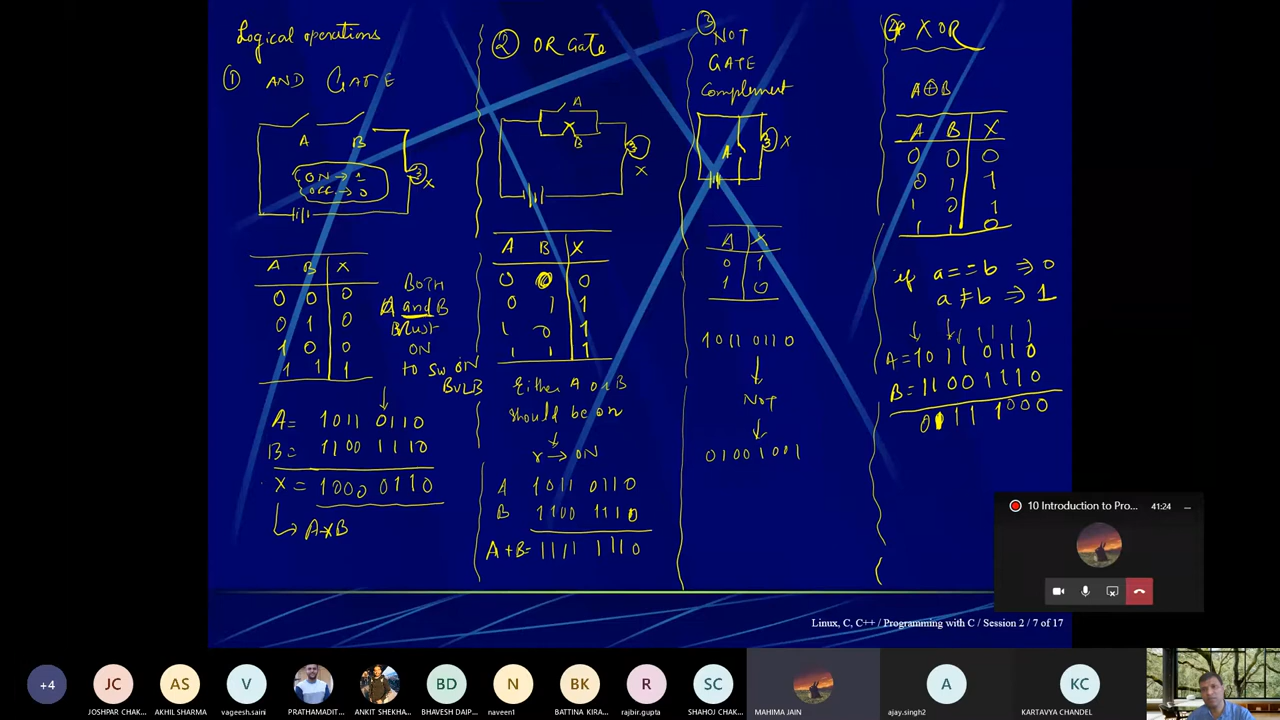 Logical operations
① AND GATE
A B
ON → 1
OFF → 0
X
A B X
0 0 0
0 1 0
1 0 0
1 1 1
BOTH
A and B
MUST
ON
to SW ON
BULB
A = 1011 0110
B = 1100 1110
X = 1000 0110
↳ A*B
② OR Gate
A
B
X
A B X
0 0 0
0 1 1
1 0 1
1 1 1
Either A or B
should be on
↓
r → ON
A 1011 0110
B 1100 1110
A+B= 1111 1110
③ NOT
GATE
Complement
A X
A X
0 1
1 0
1011 0110
↓
NOT
↓
01001001
④ XOR
A⊕B
A B X
0 0 0
0 1 1
1 0 1
1 1 0
if a==b ⇒ 0
a≠b ⇒ 1
A=1011 0110
B=1100 1110
0111 1000
10 Introduction to Pro... 41:24 ...
Linux, C, C++ / Programming with C / Session 2 / 7 of 17
+4 JC AS V BD N BK R SC A KC
JOSHPAR CHAK... AKHIL SHARMA vageesh.saini PRATHAMADIT... ANKIT SHEKHA... BHAVESH DAIP... naveen1 BATTINA KIRA... rajbir.gupta SHAHOJ CHAK... MAHIMA JAIN ajay.singh2 KARTAVYA CHANDEL